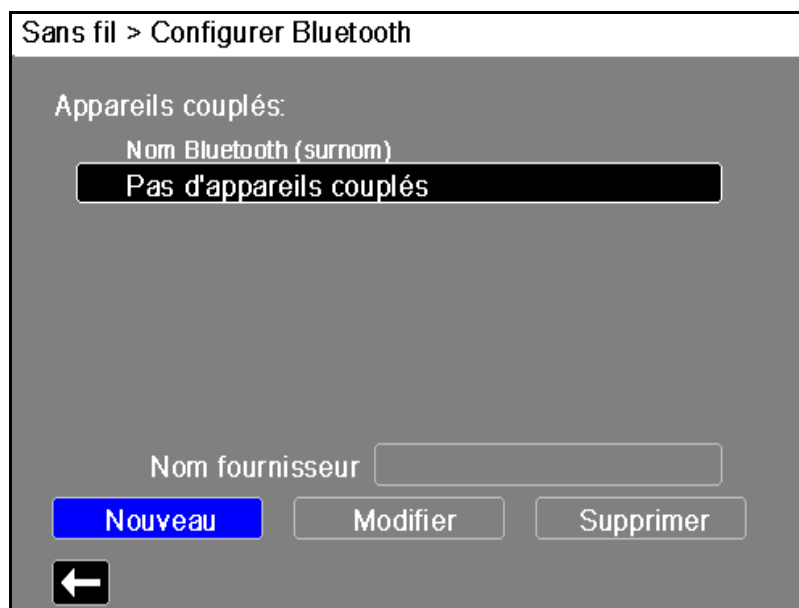 Sans fil > Configurer Bluetooth
Appareils couplés:
Nom Bluetooth (surnom)
Pas d'appareils couplés
Nom fournisseur
Nouveau Modifier Supprimer